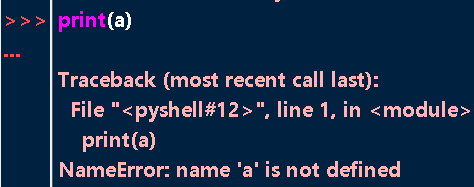 >>> print(a)
...
Traceback (most recent call last):
File "<pyshell#12>", line 1, in <module>
print(a)
NameError: name 'a' is not defined